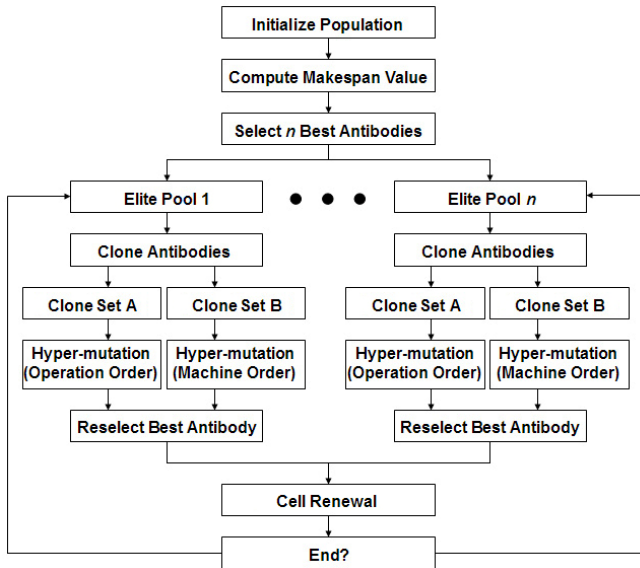 Initialize Population
Compute Makespan Value
Select n Best Antibodies
Elite Pool 1
Elite Pool n
Clone Antibodies
Clone Antibodies
Clone Set A
Clone Set B
Clone Set A
Clone Set B
Hyper-mutation
(Operation Order)
Hyper-mutation
(Machine Order)
Hyper-mutation
(Operation Order)
Hyper-mutation
(Machine Order)
Reselect Best Antibody
Reselect Best Antibody
Cell Renewal
End?